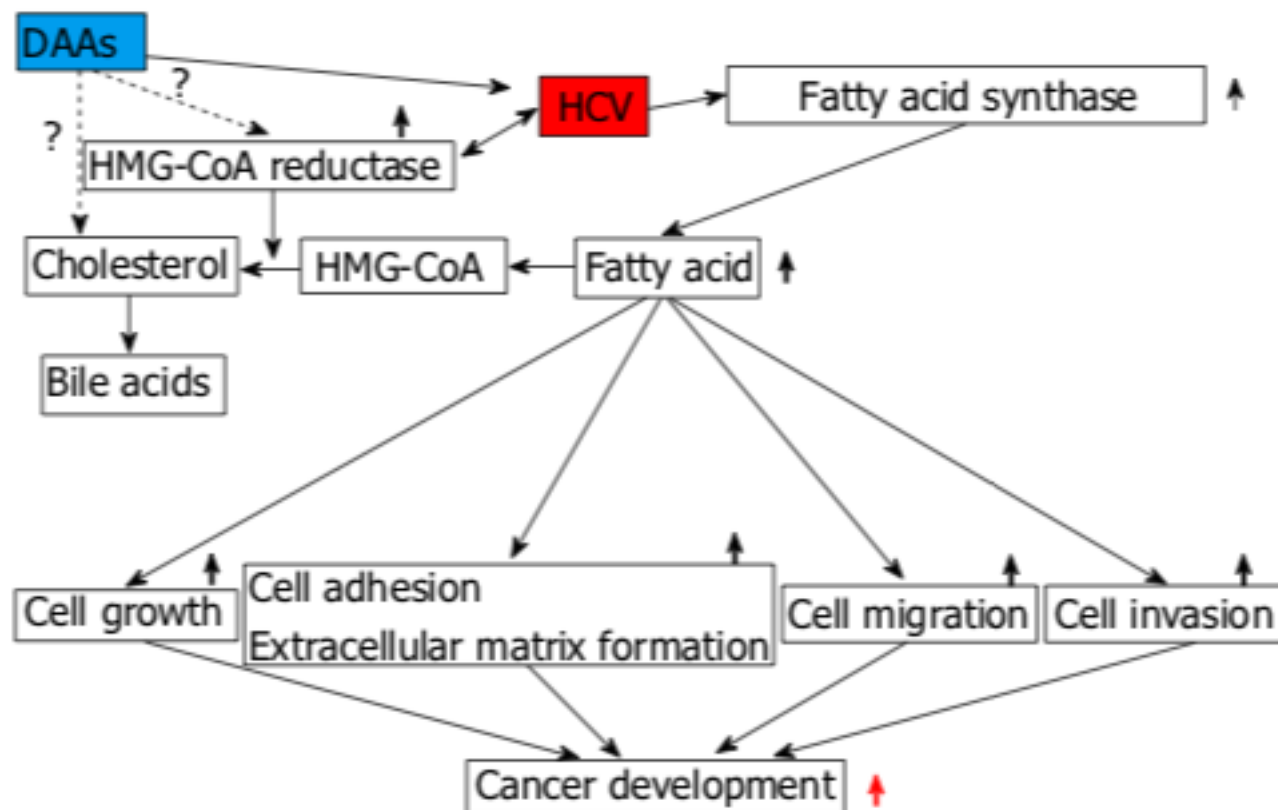 DAAs
?
HCV
Fatty acid synthase
?
HMG-CoA reductase
Cholesterol
HMG-CoA
Fatty acid
Bile acids
Cell growth
Cell adhesion
Extracellular matrix formation
Cell migration
Cell invasion
Cancer development